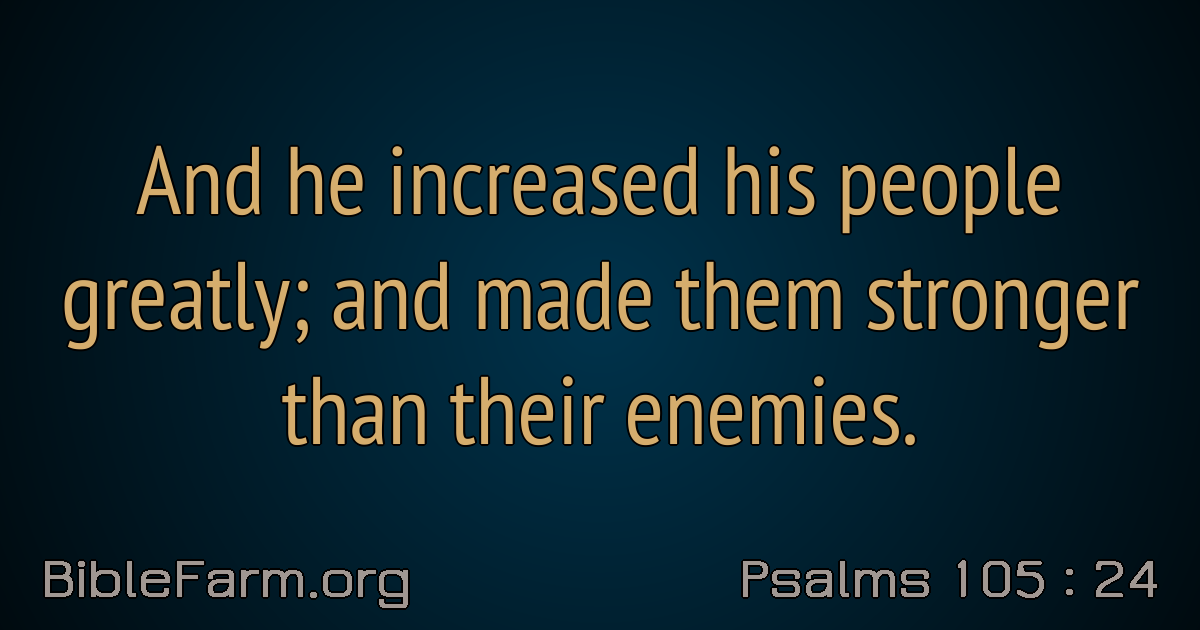 And he increased his people
greatly; and made them stronger
than their enemies.
BibleFarm.org
Psalms 105 : 24